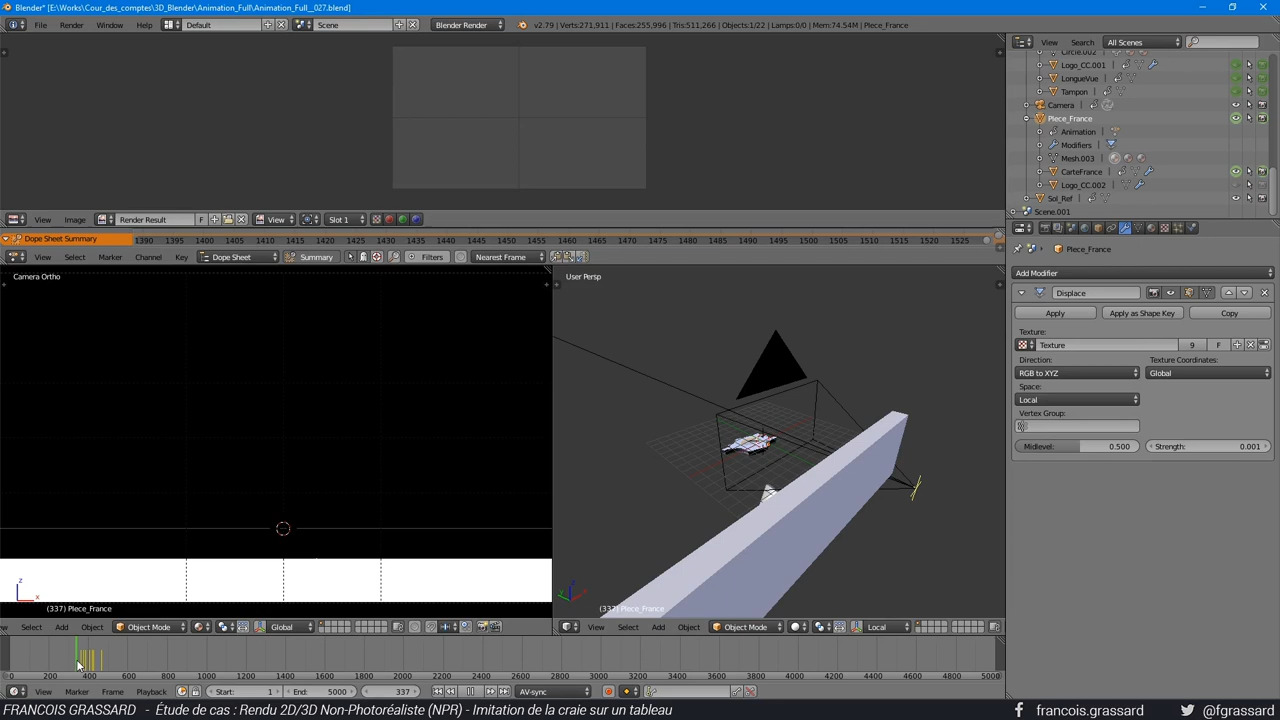 Blender* [E:\Works\Cour_des_comptes\3D_Blender\Animation_Full\Animation_Full__027.blend]
File Render Window Help Default Scene Blender Render v2.79 | Verts:271,911 | Faces:255,996 | Tris:511,266 | Objects:1/22 | Mem:74.54M | Piece_France
View Search All Scenes
Circle.002
Logo_CC.001
LongueVue
Tampon
Camera
Piece_France
Animation
Modifiers
Mesh.003
CarteFrance
Logo_CC.002
Sol_Ref
Scene.001
View Image Render Result F View Slot 1
Dope Sheet Summary 1390 1395 1400 1405 1410 1415 1420 1425 1430 1435 1440 1445 1450 1455 1460 1465 1470 1475 1480 1485 1490 1495 1500 1505 1510 1515 1520 1525
View Select Marker Channel Key Dope Sheet Summary Filters Nearest Frame
Piece_France
Add Modifier
Displace
Apply Apply as Shape Key Copy
Texture:
Texture 9 F
Direction: Texture Coordinates:
RGB to XYZ Global
Space:
Local
Vertex Group:
Midlevel: 0.500 Strength: 0.001
Camera Ortho
z
x
(337) Piece_France
User Persp
(337) Piece_France
Select Add Object Object Mode Global
View Select Add Object Object Mode Local
0 200 400 600 800 1000 1200 1400 1600 1800 2000 2200 2400 2600 2800 3000 3200 3400 3600 3800 4000 4200 4400 4600 4800 5000
View Marker Frame Playback Start: 1 End: 5000 337 AV-sync
FRANCOIS GRASSARD - Étude de cas : Rendu 2D/3D Non-Photoréaliste (NPR) - Imitation de la craie sur un tableau francois.grassard @fgrassard